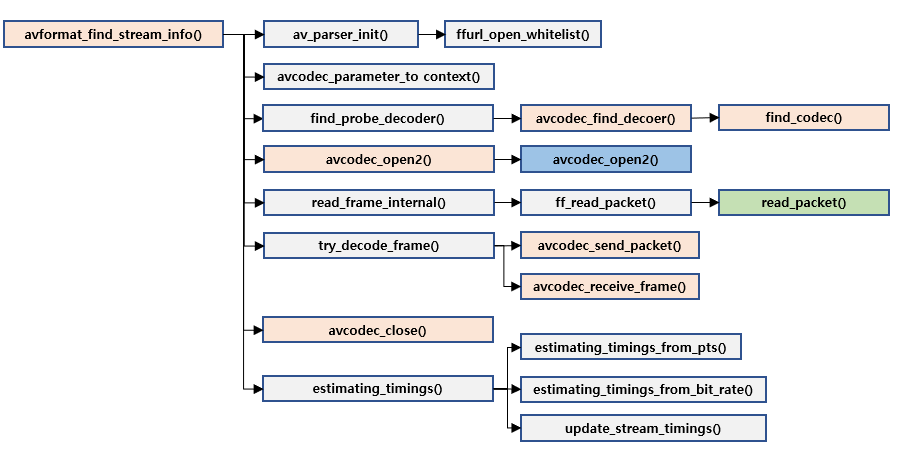 avformat_find_stream_info()
av_parser_init()
ffurl_open_whitelist()
avcodec_parameter_to context()
find_probe_decoder()
avcodec_find_decoer()
find_codec()
avcodec_open2()
avcodec_open2()
read_frame_internal()
ff_read_packet()
read_packet()
try_decode_frame()
avcodec_send_packet()
avcodec_receive_frame()
avcodec_close()
estimating_timings()
estimating_timings_from_pts()
estimating_timings_from_bit_rate()
update_stream_timings()